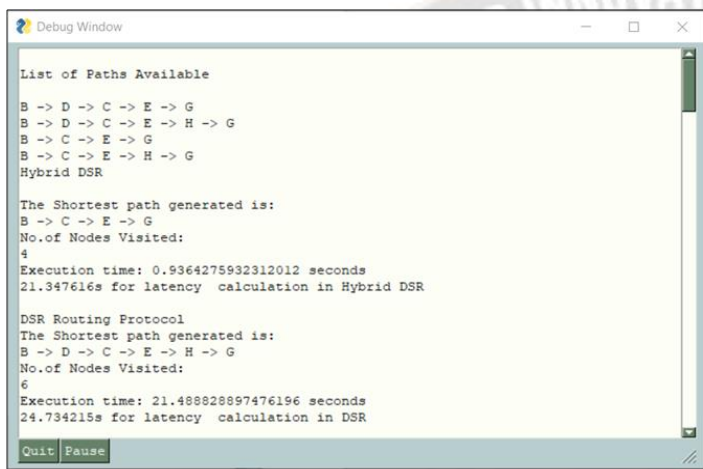 Debug Window
List of Paths Available
B -> D -> C -> E -> G
B -> D -> C -> E -> H -> G
B -> C -> E -> G
B -> C -> E -> H -> G
Hybrid DSR
The Shortest path generated is:
B -> C -> E -> G
No.of Nodes Visited:
4
Execution time: 0.9364275932312012 seconds
21.347616s for latency  calculation in Hybrid DSR
DSR Routing Protocol
The Shortest path generated is:
B -> D -> C -> E -> H -> G
No.of Nodes Visited:
6
Execution time: 21.488828897476196 seconds
24.734215s for latency  calculation in DSR
Quit Pause